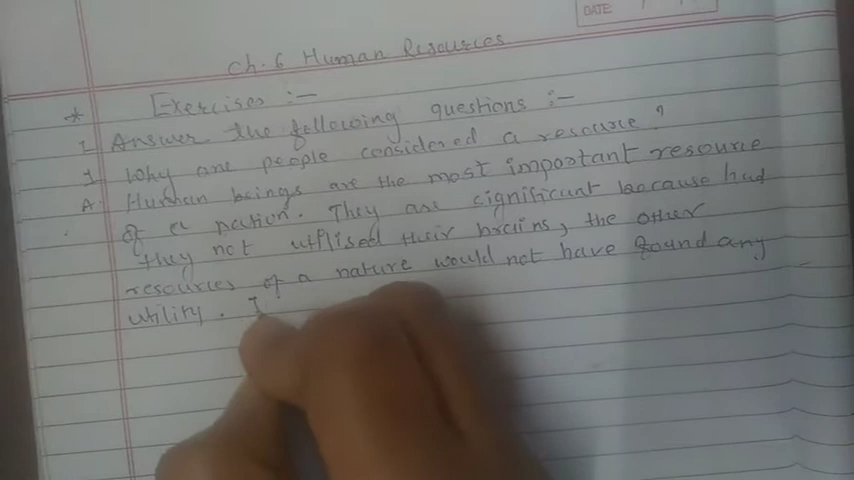 DATE:
Ch. 6 Human Resources
* Exercises :-
I Answer the following questions :-
1 Why are people considered a resource ?
A. Human beings are the most important resource
of a nation. They are cignificant because had
they not utilised their brains, the other
resources of a nature would not have found any
utility. I